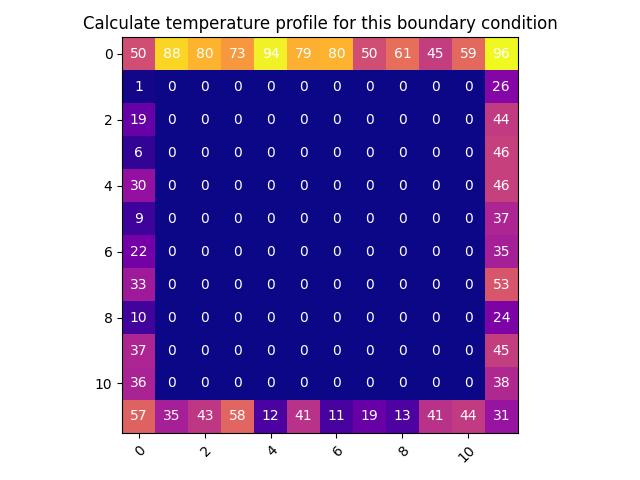 Calculate temperature profile for this boundary condition
0 50 88 80 73 94 79 80 50 61 45 59 96
1 0 0 0 0 0 0 0 0 0 0 26
2 19 0 0 0 0 0 0 0 0 0 0 44
6 0 0 0 0 0 0 0 0 0 0 46
4 30 0 0 0 0 0 0 0 0 0 0 46
9 0 0 0 0 0 0 0 0 0 0 37
6 22 0 0 0 0 0 0 0 0 0 0 35
33 0 0 0 0 0 0 0 0 0 0 53
8 10 0 0 0 0 0 0 0 0 0 0 24
37 0 0 0 0 0 0 0 0 0 0 45
10 36 0 0 0 0 0 0 0 0 0 0 38
57 35 43 58 12 41 11 19 13 41 44 31
0 2 4 6 8 10